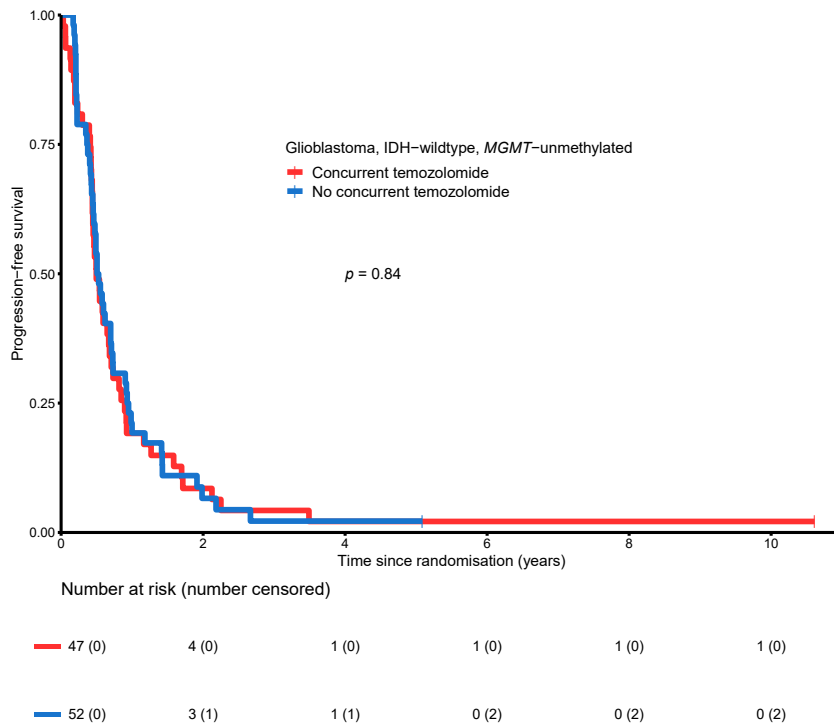 1.00
0.75
0.50
0.25
0.00
Progression−free survival
Glioblastoma, IDH−wildtype, MGMT−unmethylated
Concurrent temozolomide
No concurrent temozolomide
p = 0.84
0 2 4 6 8 10
Time since randomisation (years)
Number at risk (number censored)
47 (0) 4 (0) 1 (0) 1 (0) 1 (0) 1 (0)
52 (0) 3 (1) 1 (1) 0 (2) 0 (2) 0 (2)